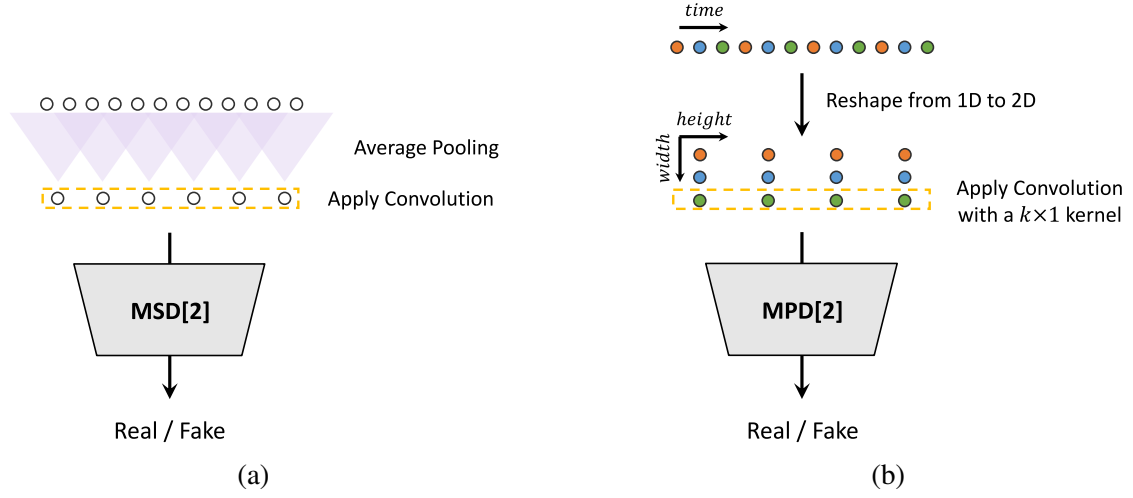 Average Pooling
Apply Convolution
MSD[2]
Real / Fake
(a)
time
Reshape from 1D to 2D
height
width
Apply Convolution
with a k×1 kernel
MPD[2]
Real / Fake
(b)